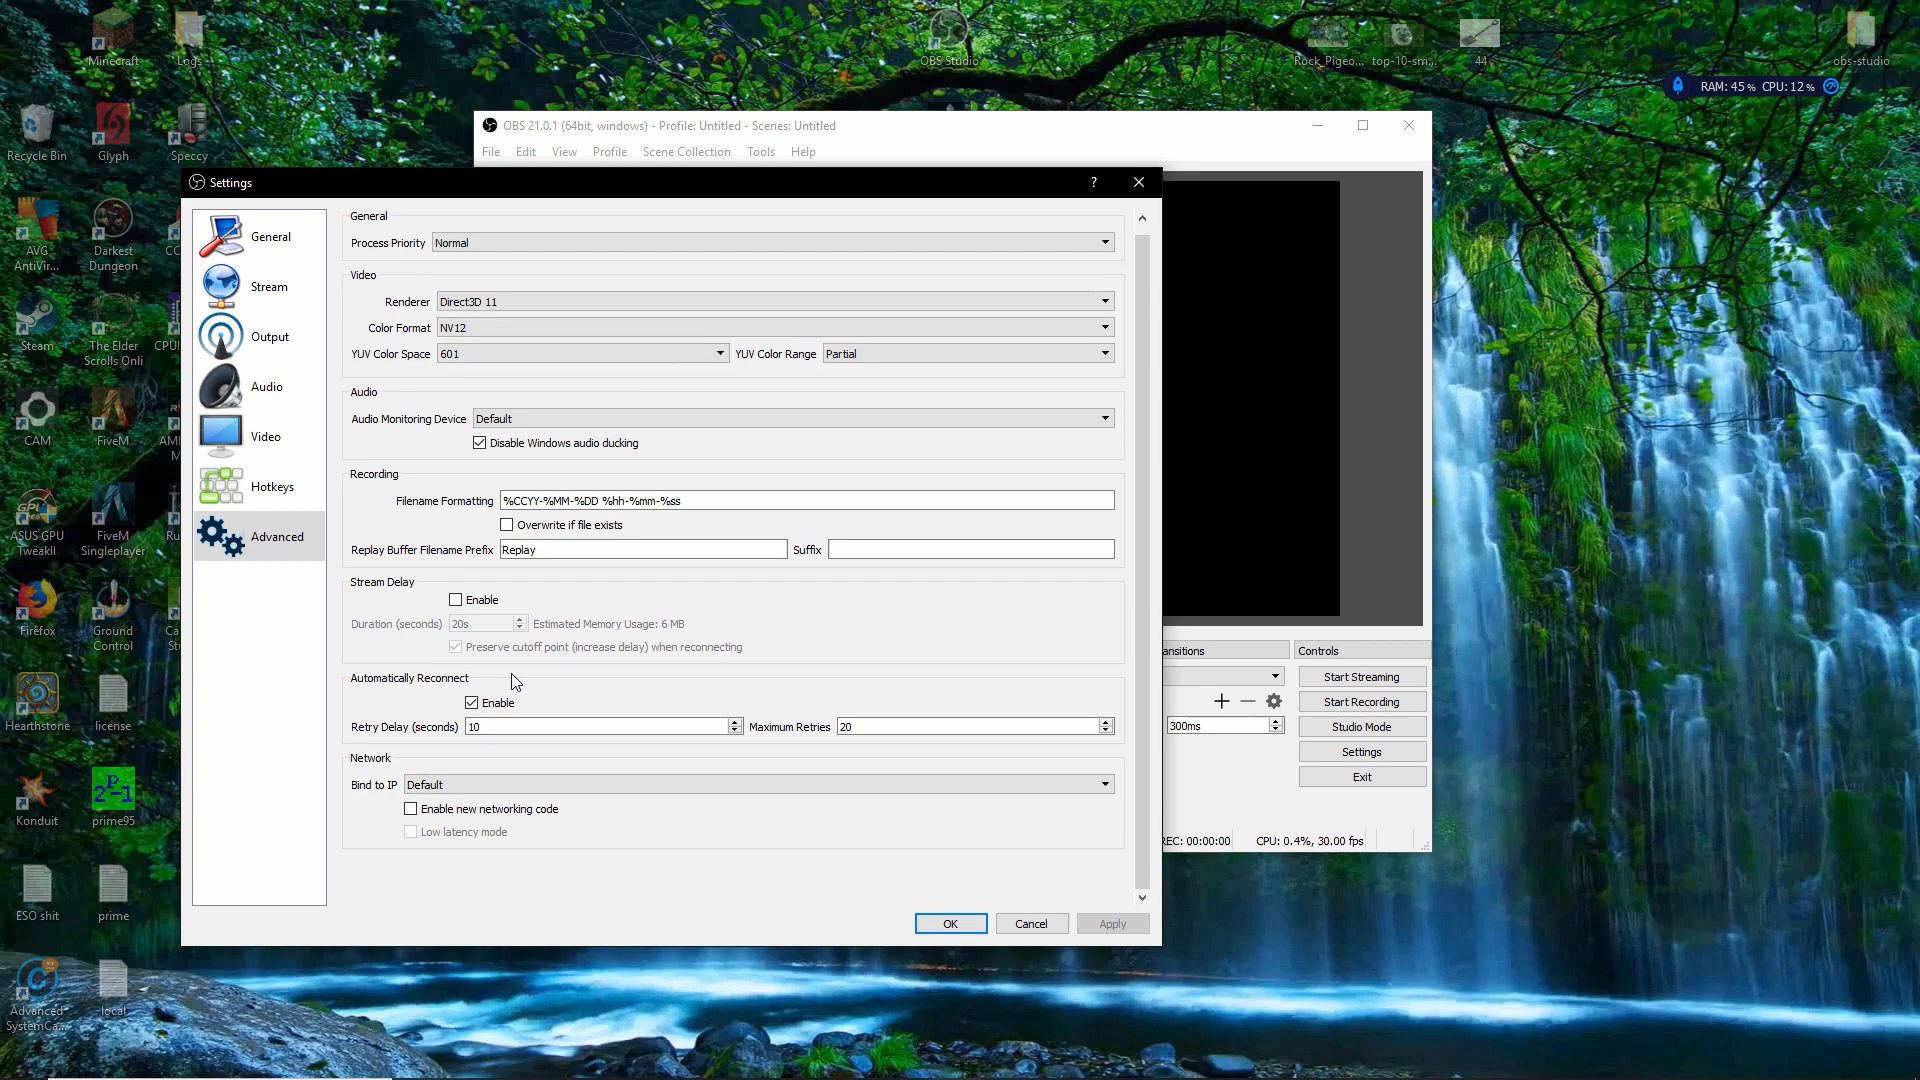 Minecraft
Logs
OBS Studio
Rock_Pigeo...
top-10-sm...
44
obs-studio
RAM: 45% CPU: 12%
Recycle Bin
Glyph
Speccy
AVG
AntiVir...
Darkest
Dungeon
CC
Steam
The Elder
Scrolls Onli
CPUI
CAM
FiveM
AMI
M
ASUS GPU
TweakII
FiveM
Singleplayer
Ru
Firefox
Ground
Control
Ca
Stu
Hearthstone
license
Konduit
prime95
P
2-1
ESO shit
prime
Advanced
SystemCa...
local
OBS 21.0.1 (64bit, windows) - Profile: Untitled - Scenes: Untitled
File Edit View Profile Scene Collection Tools Help
Settings
?
General
Stream
Output
Audio
Video
Hotkeys
Advanced
General
Process Priority Normal
Video
Renderer Direct3D 11
Color Format NV12
YUV Color Space 601 YUV Color Range Partial
Audio
Audio Monitoring Device Default
Disable Windows audio ducking
Recording
Filename Formatting %CCYY-%MM-%DD %hh-%mm-%ss
Overwrite if file exists
Replay Buffer Filename Prefix Replay Suffix
Stream Delay
Enable
Duration (seconds) 20s Estimated Memory Usage: 6 MB
Preserve cutoff point (increase delay) when reconnecting
Automatically Reconnect
Enable
Retry Delay (seconds) 10 Maximum Retries 20
Network
Bind to IP Default
Enable new networking code
Low latency mode
OK Cancel Apply
ansitions
300ms
Controls
Start Streaming
Start Recording
Studio Mode
Settings
Exit
REC: 00:00:00 CPU: 0.4%, 30.00 fps